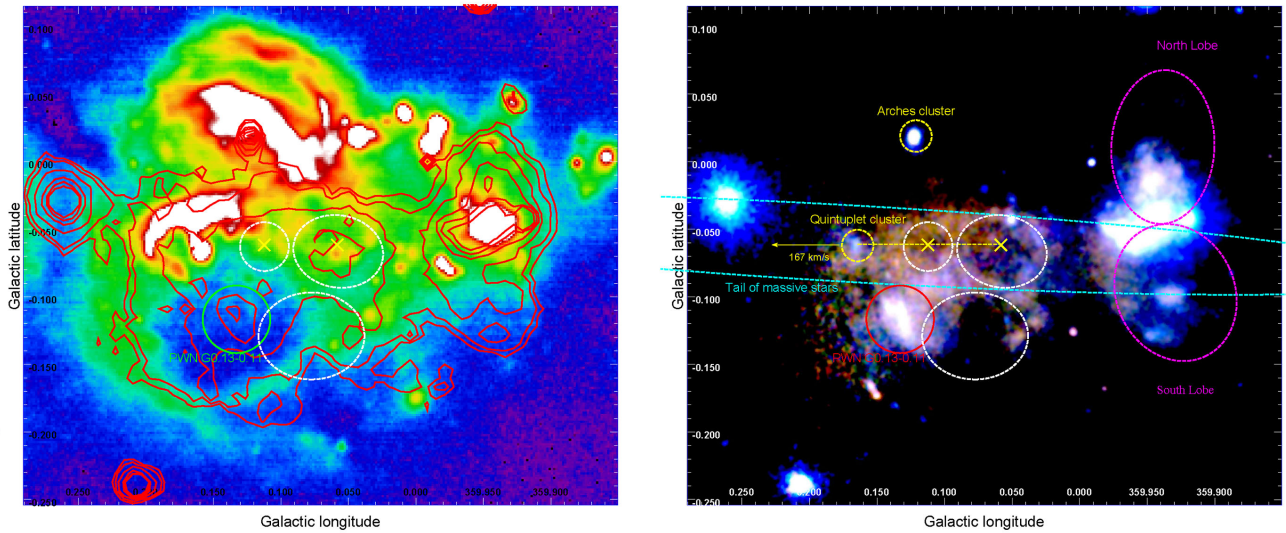 0.100
0.050
0.000
-0.050
-0.100
-0.150
-0.200
-0.250
0.250
0.150
0.100
0.050
0.000
359.950
359.900
PWN G0.13-0.11
Galactic latitude
Galactic longitude
0.100
0.050
0.000
-0.050
-0.100
-0.150
-0.200
-0.250
0.250
0.200
0.150
0.100
0.050
0.000
359.950
359.900
North Lobe
Arches cluster
Quintuplet cluster
167 km/s
Tail of massive stars
PWN G0.13-0.11
South Lobe
Galactic latitude
Galactic longitude